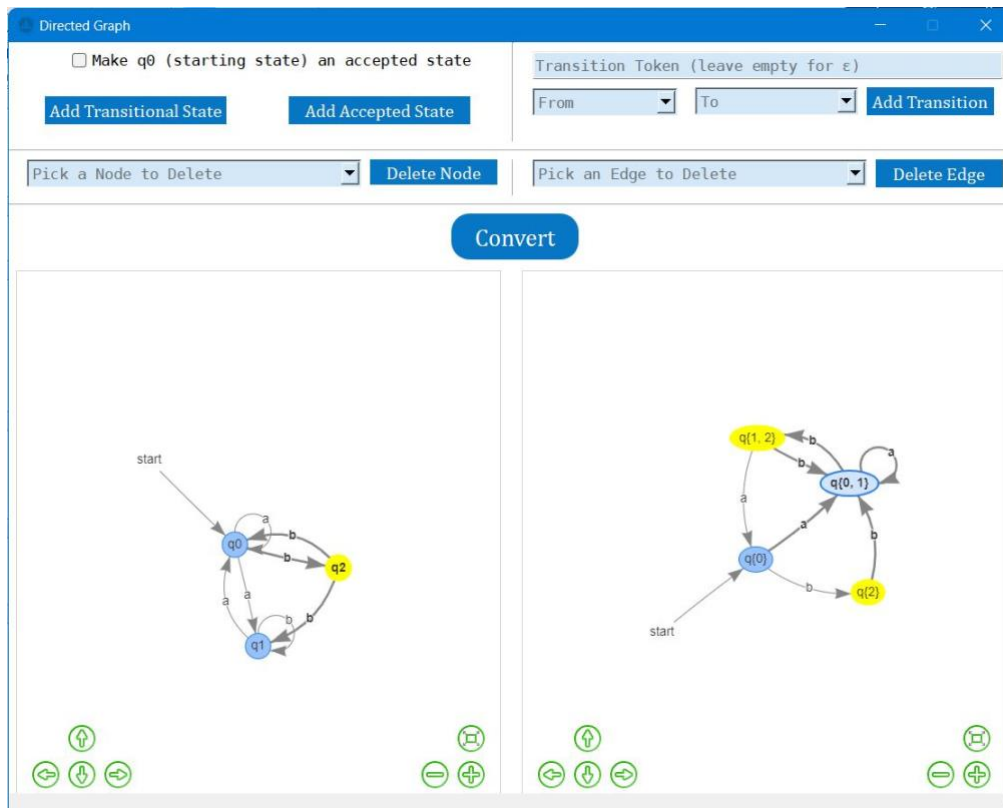 Directed Graph
Make q0 (starting state) an accepted state
Transition Token (leave empty for ε)
Add Transitional State
Add Accepted State
From
To
Add Transition
Pick a Node to Delete
Delete Node
Pick an Edge to Delete
Delete Edge
Convert
start
a
q0
b
b
q2
a
a
b
b
q1
q{1, 2}
b
b
a
q{0, 1}
a
a
q{0}
b
b
q{2}
start